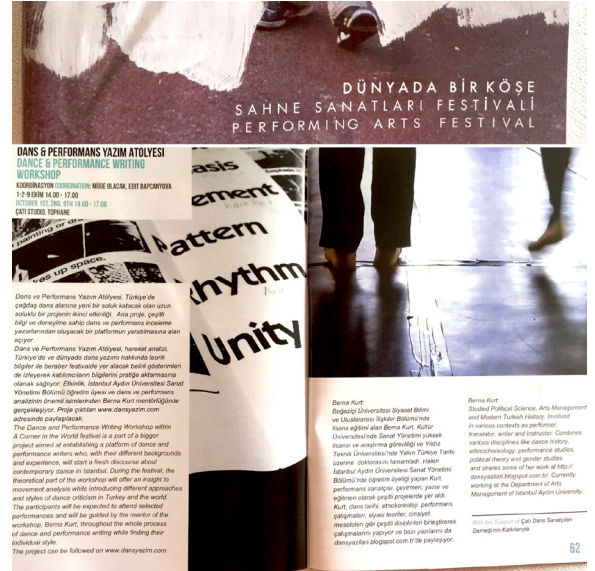 DÜNYADA BİR KÖŞE
SAHNE SANATLARI FESTİVALİ
PERFORMING ARTS FESTIVAL
DANS & PERFORMANS YAZIM ATOLYESI
DANCE & PERFORMANCE WRITING
WORKSHOP
KOORDİNASYON COORDINATION: MÜGE OLACAK, EDIT BAPCANYOVA
1-2-9 EKİM 14.00 - 17.00
OCTOBER 1ST, 2ND, 9TH 14.00 - 17.00
ÇATI STUDIO, TOPHANE
painting or
makes up space.
asis
ement
attern
hythm
Unity
Dans ve Performans Yazım Atölyesi, Türkiye'de
çağdaş dans alanına yeni bir soluk katacak olan uzun
soluklu bir projenin ikinci etkinliği. Ana proje, çeşitli
bilgi ve deneyime sahip dans ve performans inceleme
yazarlarından oluşacak bir platformun yaratılmasına alan
açıyor.
Dans ve Performans Yazım Atölyesi, hareket analizi,
Türkiye'de ve dünyada dans yazımı hakkında teorik
bilgiler ile beraber festivalde yer alacak belirli gösterimleri
de izleyerek katılımcıların bilgilerini pratiğe aktarmasına
olanak sağlıyor. Etkinlik, İstanbul Aydın Üniversitesi Sanat
Yönetimi Bölümü öğretim üyesi ve dans ve performans
analizinin önemli isimlerinden Berna Kurt mentörlüğünde
gerçekleşiyor. Proje çıktıları www.dansyazim.com
adresinde paylaşılacak.
The Dance and Performance Writing Workshop within
A Corner in the World festival is a part of a bigger
project aimed at establishing a platform of dance and
performance writers who, with their different backgrounds
and experience, will start a fresh discourse about
contemporary dance in Istanbul. During the festival, the
theoretical part of the workshop will offer an insight to
movement analysis while introducing different approaches
and styles of dance criticism in Turkey and the world.
The participants will be expected to attend selected
performances and will be guided by the mentor of the
workshop, Berna Kurt, throughout the whole process
of dance and performance writing while finding their
individual style.
The project can be followed on www.dansyazim.com
Berna Kurt:
Boğaziçi Üniversitesi Siyaset Bilimi
ve Uluslararası İlişkiler Bölümü'nde
lisans eğitimi alan Berna Kurt, Kültür
Üniversitesi'nde Sanat Yönetimi yüksek
lisansı ve araştırma görevliliği ve Yıldız
Teknik Üniversitesi'nde Yakın Türkiye Tarihi
üzerine doktorasını tamamladı. Halen
İstanbul Aydın Üniversitesi Sanat Yönetimi
Bölümü'nde öğretim üyeliği yapan Kurt,
performans sanatçısı, çevirmen, yazar ve
eğitmen olarak çeşitli projelerde yer aldı.
Kurt, dans tarihi, etnokoreoloji, performans
çalışmaları, siyasi teoriler, cinsiyet
meseleleri gibi çeşitli disiplinleri birleştirerek
çalışmalarını yapıyor ve bazı yazılarını da
dansyazilari.blogspot.com.tr'de paylaşıyor.
Berna Kurt:
Studied Political Science, Arts Management
and Modern Turkish History. Involved
in various contexts as performer,
translator, writer and instructor. Combines
various disciplines like dance history,
ethnochoreology, performance studies,
political theory and gender studies
and shares some of her work at http://
dansyazilari.blogspot.com.tr/. Currently
working at the Department of Arts
Management of Istanbul Aydın University.
With the Support of Çatı Dans Sanatçıları
Derneği'nin Katkılarıyla
62